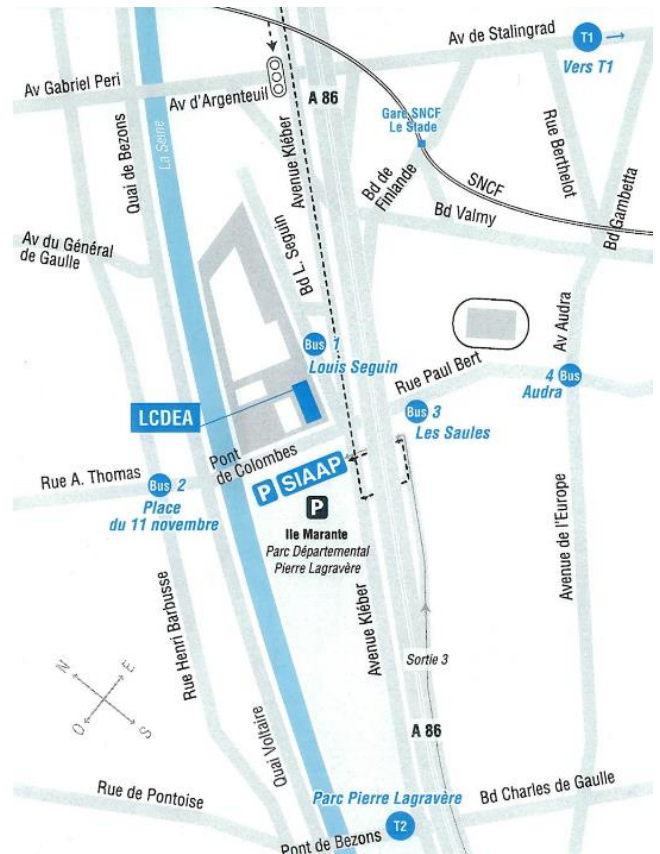 Av de Stalingrad
T1
Vers T1
Av Gabriel Peri
Av d'Argenteuil
A 86
Gare SNCF
Le Stade
Quai de Bezons
La Seine
Avenue Kléber
Bd de
Finlande
SNCF
Rue Berthelot
Bd Valmy
Bd Gambetta
Av du Général
de Gaulle
Bd L. Seguin
Av Audra
Bus 1
Louis Seguin
Rue Paul Bert
4 Bus
Audra
LCDEA
Bus 3
Les Saules
Pont
de Colombes
Rue A. Thomas
Bus 2
Place
du 11 novembre
P SIAAP
P
Ile Marante
Parc Départemental
Pierre Lagravère
Avenue de l'Europe
Rue Henri Barbusse
Avenue Kléber
Sortie 3
N
E
O
S
Quai Voltaire
A 86
Rue de Pontoise
Parc Pierre Lagravère
T2
Bd Charles de Gaulle
Pont de Bezons